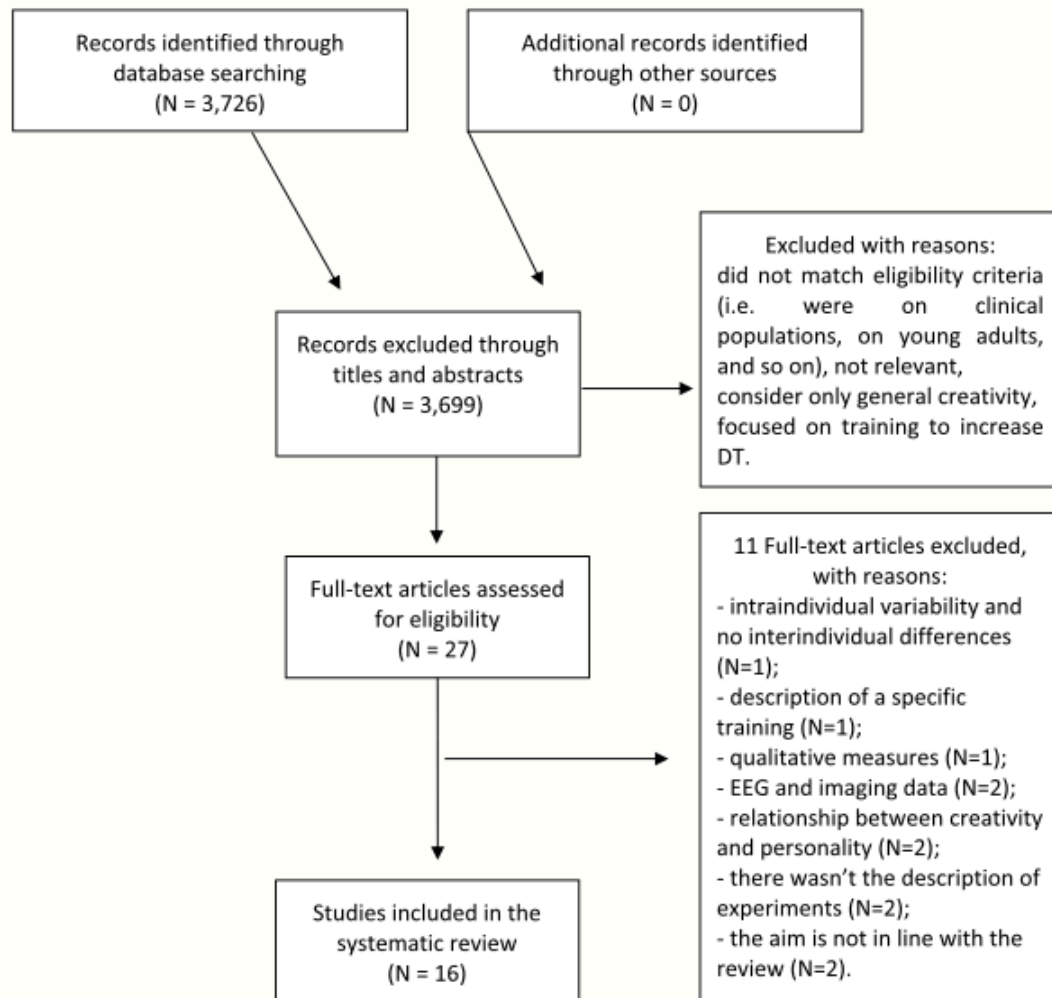 Records identified through
database searching
(N = 3,726)
Additional records identified
through other sources
(N = 0)
Excluded with reasons:
did not match eligibility criteria
(i.e. were on clinical
populations, on young adults,
and so on), not relevant,
consider only general creativity,
focused on training to increase
DT.
Records excluded through
titles and abstracts
(N = 3,699)
Full-text articles assessed
for eligibility
(N = 27)
11 Full-text articles excluded,
with reasons:
- intraindividual variability and
no interindividual differences
(N=1);
- description of a specific
training (N=1);
- qualitative measures (N=1);
- EEG and imaging data (N=2);
- relationship between creativity
and personality (N=2);
- there wasn't the description of
experiments (N=2);
- the aim is not in line with the
review (N=2).
Studies included in the
systematic review
(N = 16)